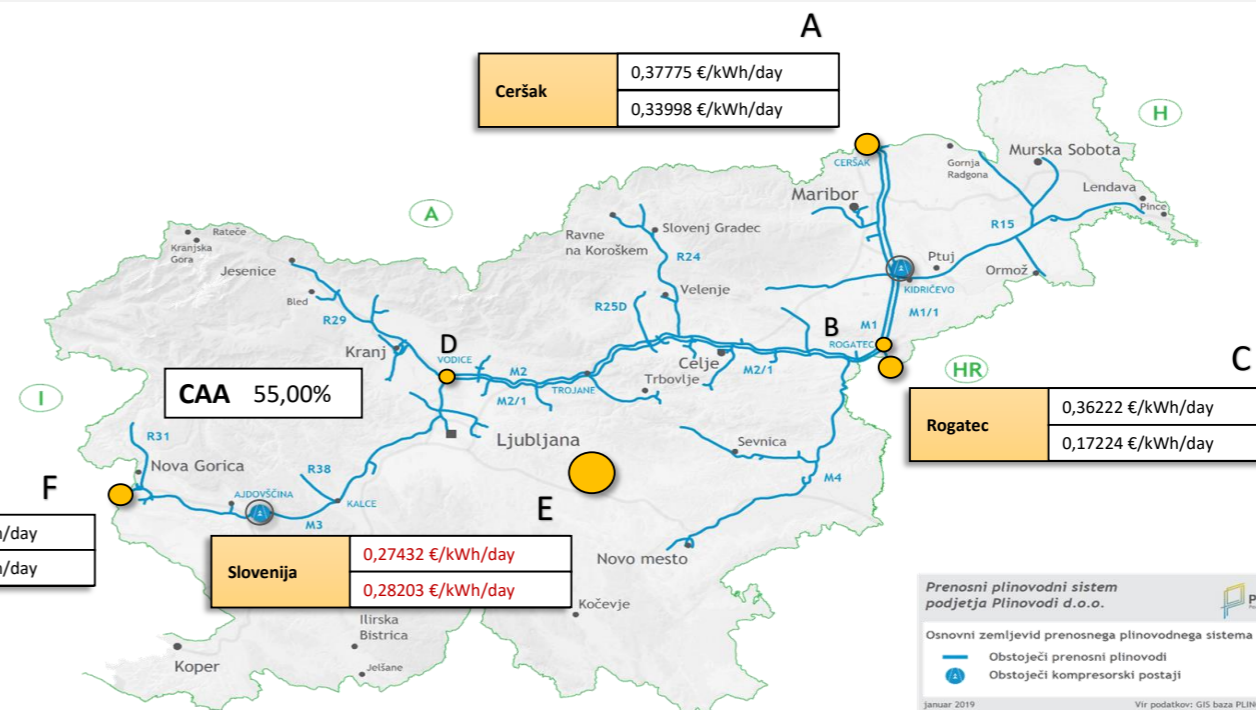 A
Ceršak
0,37775 €/kWh/day
0,33998 €/kWh/day
H
CERŠAK
Gornja
Radgona
Murska Sobota
Lendava
Pince
Maribor
R15
A
Rateče
Kranjska
Gora
Jesenice
Bled
Ravne
na Koroškem
Slovenj Gradec
R24
Ptuj
Ormož
KIDRIČEVO
Velenje
R25D
M1
M1/1
R29
B
ROGATEC
Kranj
D
VODICE
M2
M2/1
TROJANE
Celje
Trbovlje
M2/1
HR
C
Rogatec
0,36222 €/kWh/day
0,17224 €/kWh/day
I
CAA 55,00%
Ljubljana
R31
Nova Gorica
Sevnica
R38
M4
F
AJDOVŠČINA
KALCE
M3
E
h/day
h/day
Slovenija
0,27432 €/kWh/day
0,28203 €/kWh/day
Novo mesto
Kočevje
Ilirska
Bistrica
Koper
Jelšane
Prenosni plinovodni sistem
podjetja Plinovodi d.o.o.
P
Osnovni zemljevid prenosnega plinovodnega sistema
Obstoječi prenosni plinovodi
Obstoječi kompresorski postaji
januar 2019
Vir podatkov: GIS baza PLIN